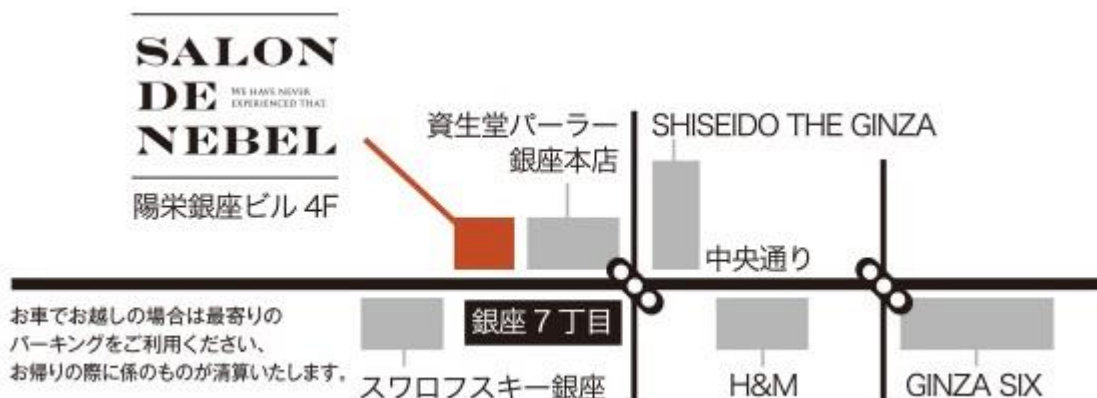 SALON
DE
WE HAVE NEVER
EXPERIENCED THAT
NEBEL
陽栄銀座ビル 4F
資生堂パーラー
銀座本店
SHISEIDO THE GINZA
中央通り
お車でお越しの場合は最寄りの
パーキングをご利用ください、
お帰りの際に係のものが清算いたします。
銀座 7 丁目
スワロフスキー銀座
H&M
GINZA SIX